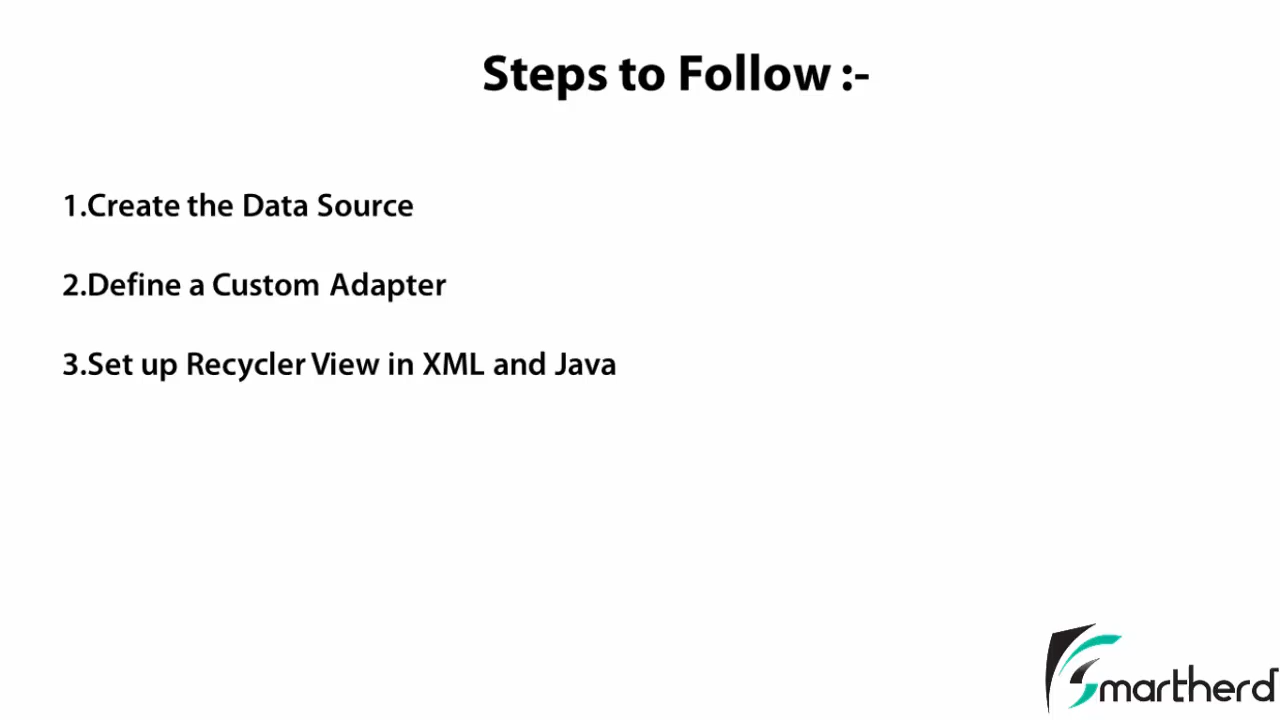 Steps to Follow :-
1.Create the Data Source
2.Define a Custom Adapter
3.Set up Recycler View in XML and Java
Smartherd